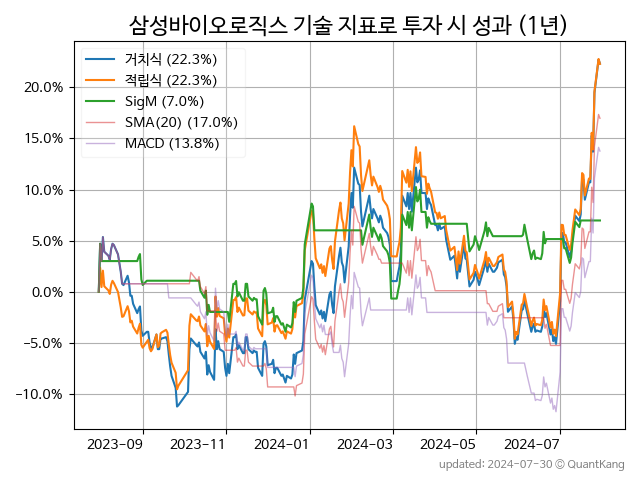 삼성바이오로직스 기술 지표로 투자 시 성과 (1년)
거치식 (22.3%)
적립식 (22.3%)
SigM (7.0%)
SMA(20) (17.0%)
MACD (13.8%)
20.0%
15.0%
10.0%
5.0%
0.0%
−5.0%
−10.0%
2023-09 2023-11 2024-01 2024-03 2024-05 2024-07
updated: 2024-07-30 © QuantKang